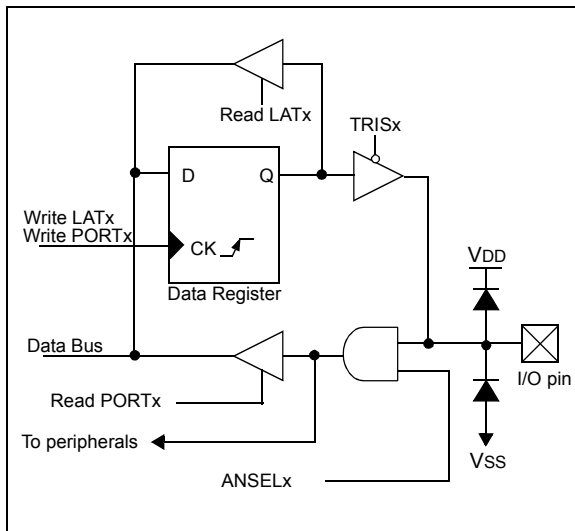 Read LATx
TRISx
D Q
Write LATx
Write PORTx
CK
Data Register
VDD
Data Bus
I/O pin
Read PORTx
To peripherals
VSS
ANSELx